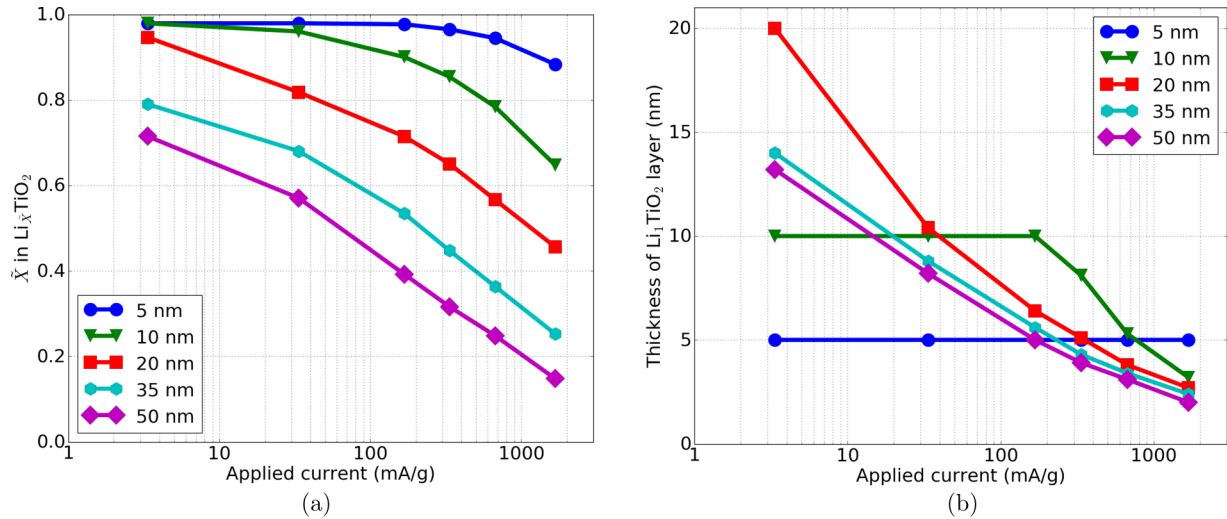 1.0
0.8
0.6
0.4
0.2
0.0
X̃ in Li_X̃TiO₂
5 nm
10 nm
20 nm
35 nm
50 nm
1
10
100
1000
Applied current (mA/g)
(a)
20
15
10
5
0
Thickness of Li₁TiO₂ layer (nm)
5 nm
10 nm
20 nm
35 nm
50 nm
1
10
100
1000
Applied current (mA/g)
(b)